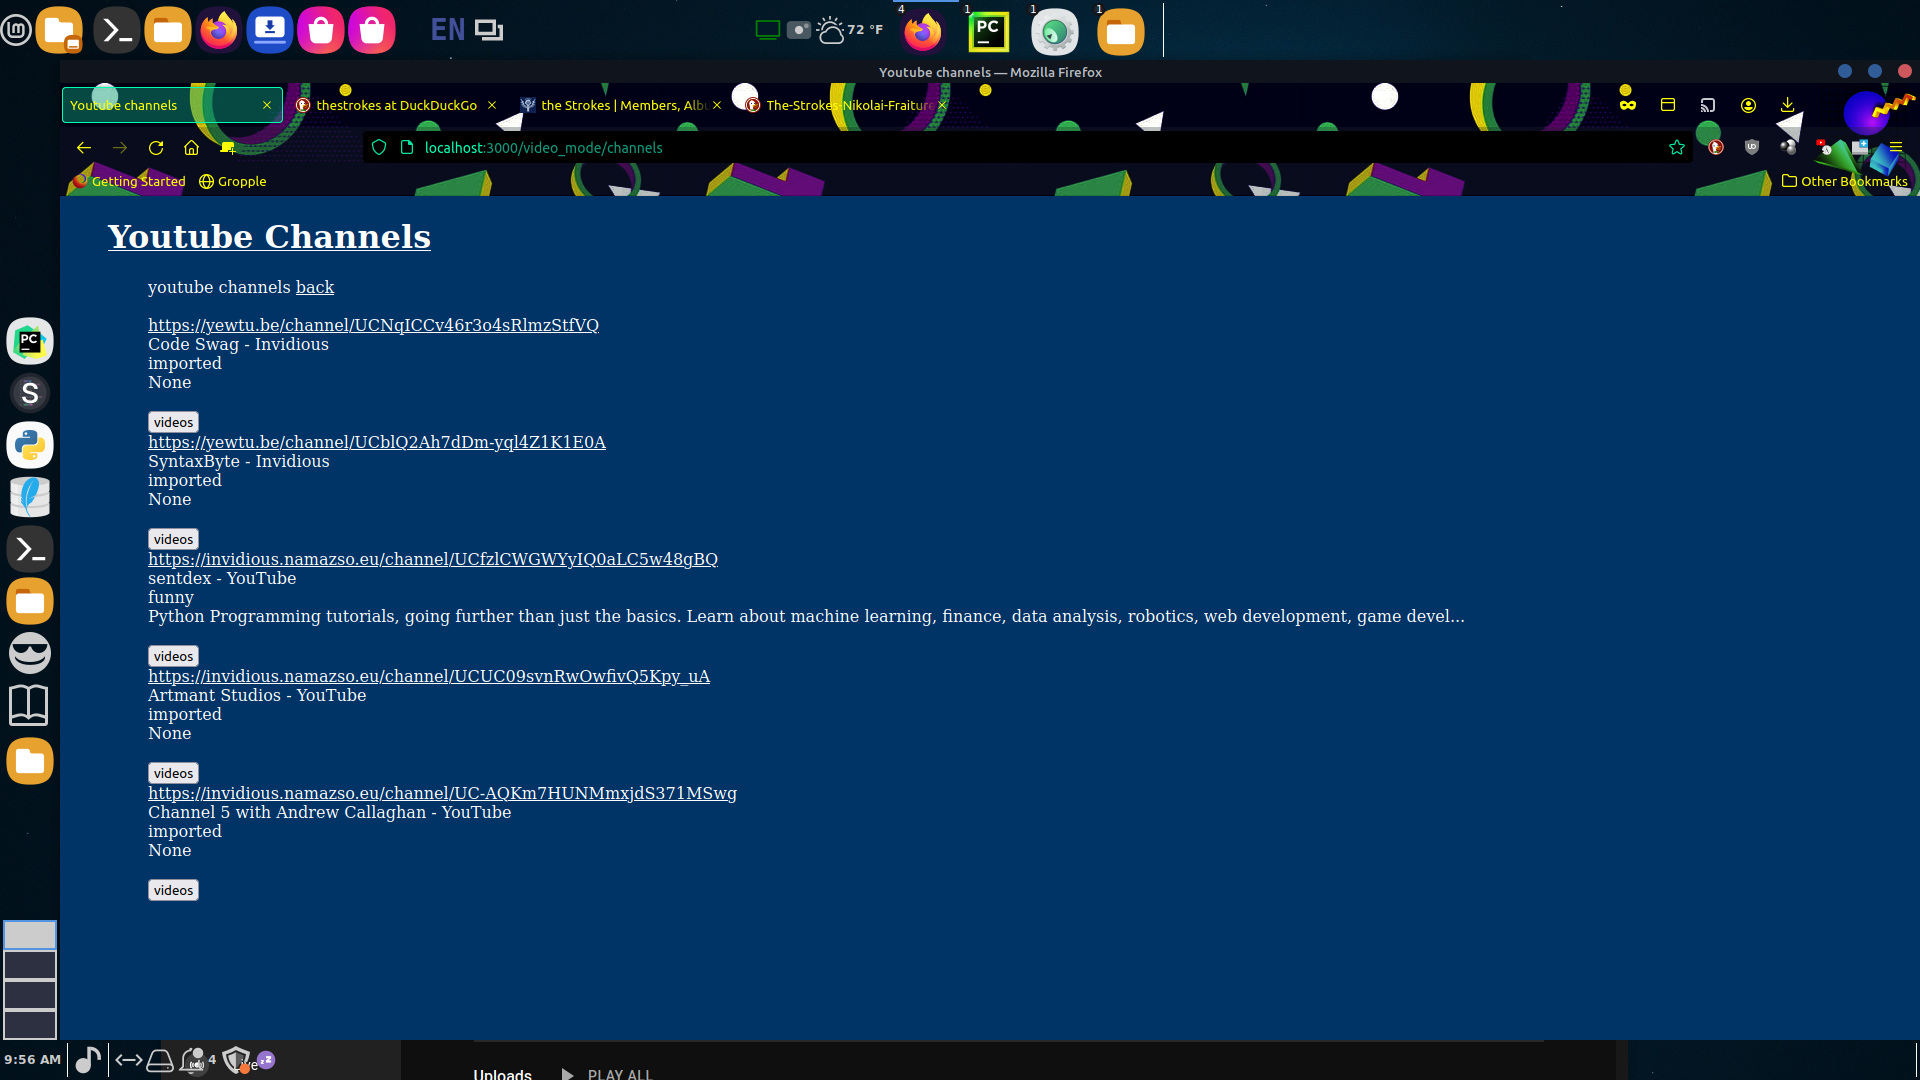 EN
72 °F
4
1
PC
1
1
Youtube channels — Mozilla Firefox
Youtube channels
thestrokes at DuckDuckGo
the Strokes | Members, Albu
The-Strokes-Nikolai-Fraiture
localhost:3000/video_mode/channels
Getting Started
Gropple
Other Bookmarks
Youtube Channels
youtube channels back
https://yewtu.be/channel/UCNqICCv46r3o4sRlmzStfVQ
Code Swag - Invidious
imported
None
videos
https://yewtu.be/channel/UCblQ2Ah7dDm-yql4Z1K1E0A
SyntaxByte - Invidious
imported
None
videos
https://invidious.namazso.eu/channel/UCfzlCWGWYyIQ0aLC5w48gBQ
sentdex - YouTube
funny
Python Programming tutorials, going further than just the basics. Learn about machine learning, finance, data analysis, robotics, web development, game devel...
videos
https://invidious.namazso.eu/channel/UCUC09svnRwOwfivQ5Kpy_uA
Artmant Studios - YouTube
imported
None
videos
https://invidious.namazso.eu/channel/UC-AQKm7HUNMmxjdS371MSwg
Channel 5 with Andrew Callaghan - YouTube
imported
None
videos
PC
S
9:56 AM
4
Uploads
PLAY ALL